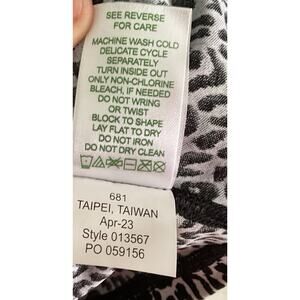 SEE REVERSE
FOR CARE
MACHINE WASH COLD
DELICATE CYCLE
SEPARATELY
TURN INSIDE OUT
ONLY NON-CHLORINE
BLEACH, IF NEEDED
DO NOT WRING
OR TWIST
BLOCK TO SHAPE
LAY FLAT TO DRY
DO NOT IRON
DO NOT DRY CLEAN
681
TAIPEI, TAIWAN
Apr-23
Style 013567
PO 059156